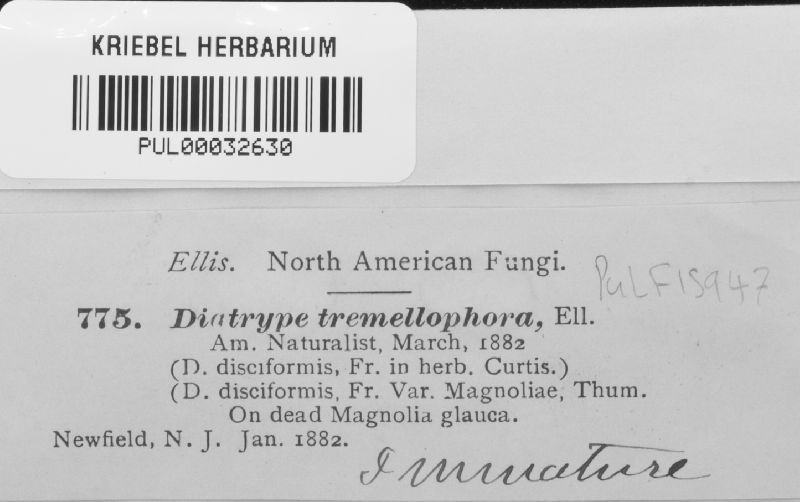 KRIEBEL HERBARIUM
PUL00032630
Ellis. North American Fungi.
PULF15947
775. Diatrype tremellophora, Ell.
Am. Naturalist, March, 1882
(D. disciformis, Fr. in herb. Curtis.)
(D. disciformis, Fr. Var. Magnoliae, Thum.
On dead Magnolia glauca.
Newfield, N. J. Jan. 1882.
Immature